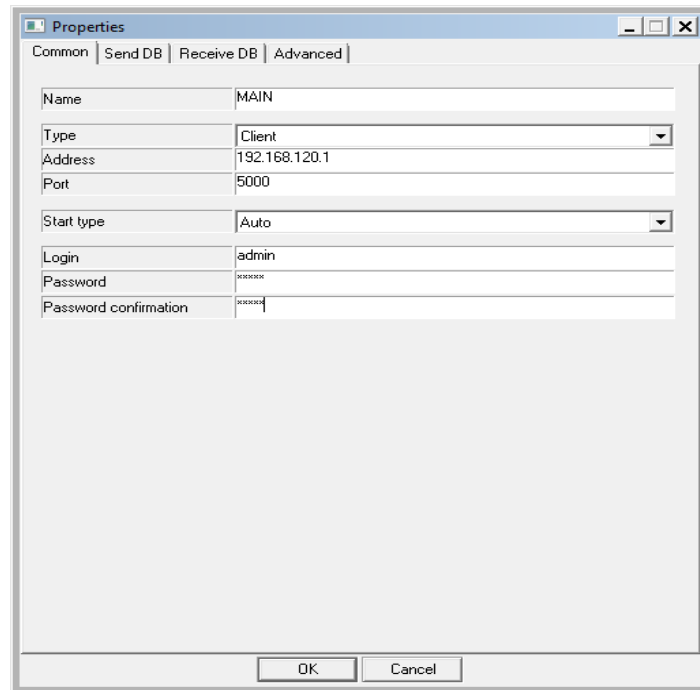 Properties
Common Send DB Receive DB Advanced
Name MAIN
Type Client
Address 192.168.120.1
Port 5000
Start type Auto
Login admin
Password *****
Password confirmation *****
OK Cancel